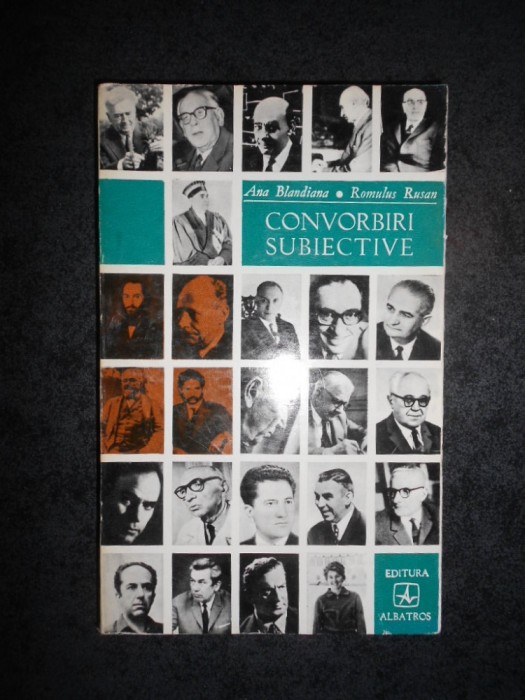 Ana Blandiana • Romulus Rusan
CONVORBIRI
SUBIECTIVE
EDITURA
ALBATROS